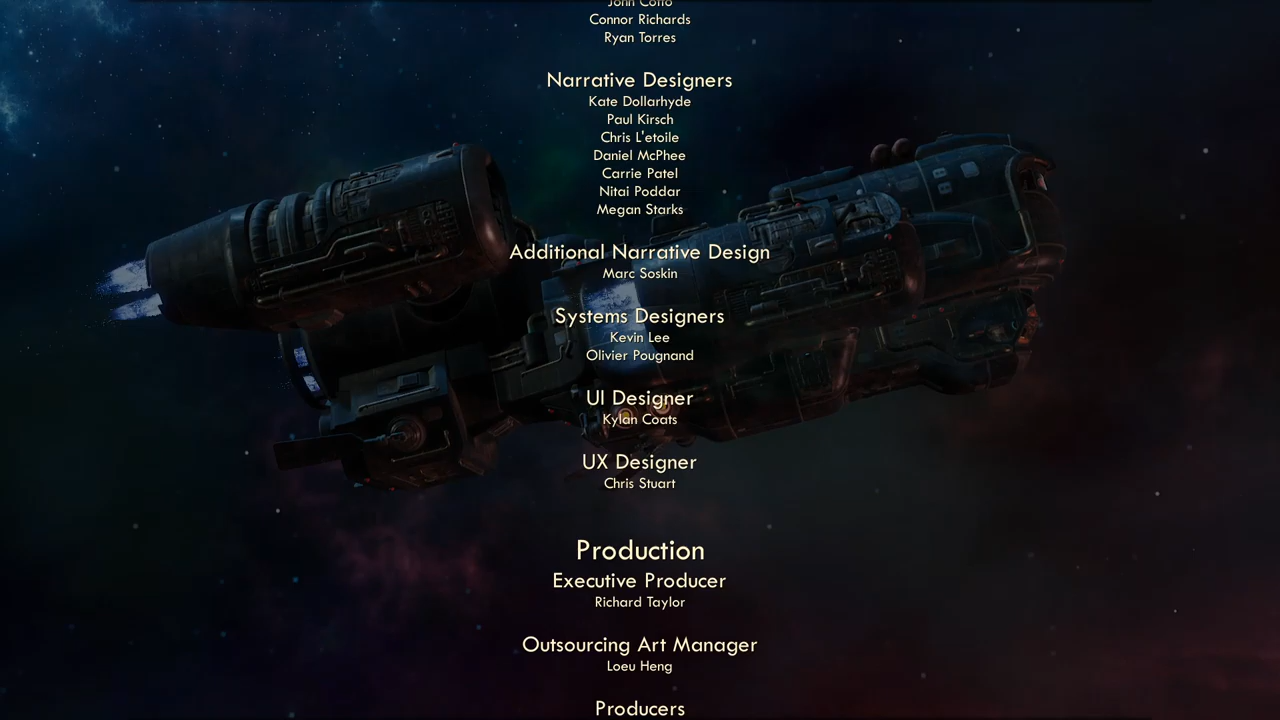 John Cotto
Connor Richards
Ryan Torres
Narrative Designers
Kate Dollarhyde
Paul Kirsch
Chris L'etoile
Daniel McPhee
Carrie Patel
Nitai Poddar
Megan Starks
Additional Narrative Design
Marc Soskin
Systems Designers
Kevin Lee
Olivier Pougnand
UI Designer
Kylan Coats
UX Designer
Chris Stuart
Production
Executive Producer
Richard Taylor
Outsourcing Art Manager
Loeu Heng
Producers